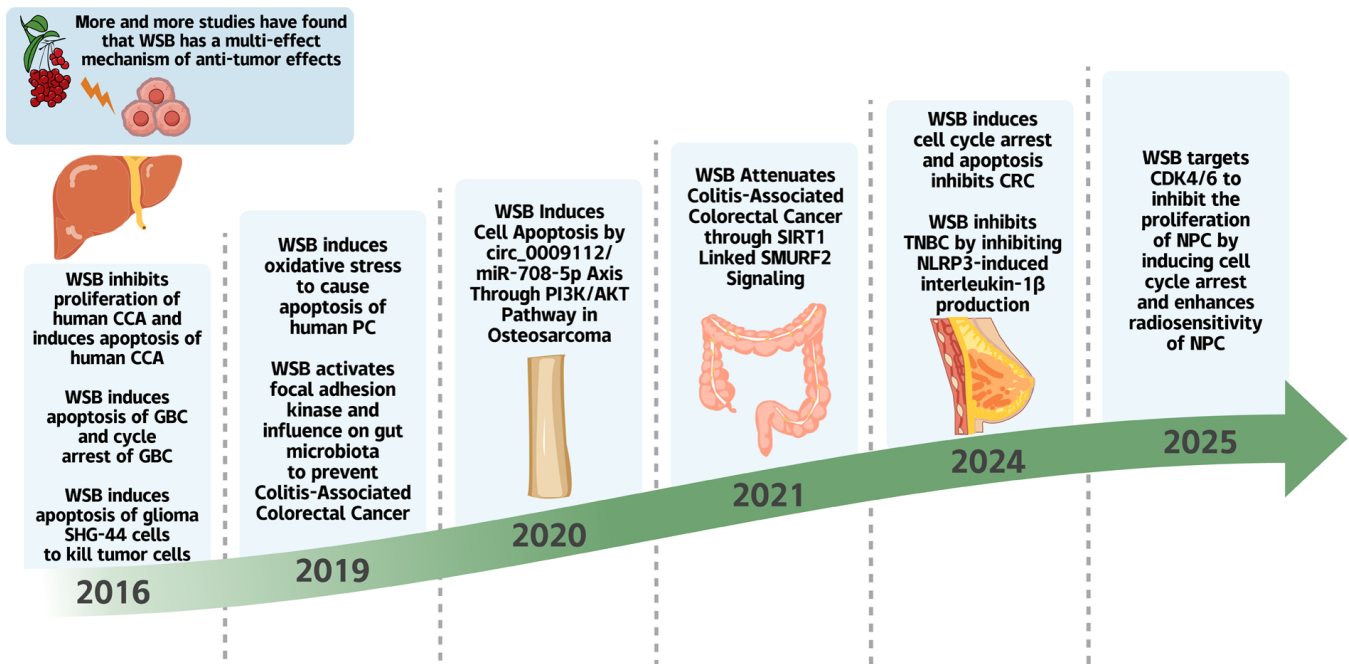 More and more studies have found
that WSB has a multi-effect
mechanism of anti-tumor effects
WSB inhibits
proliferation of
human CCA and
induces apoptosis of
human CCA
WSB induces
apoptosis of GBC
and cycle
arrest of GBC
WSB induces
apoptosis of glioma
SHG-44 cells
to kill tumor cells
2016
WSB induces
oxidative stress
to cause
apoptosis of
human PC
WSB activates
focal adhesion
kinase and
influence on gut
microbiota
to prevent
Colitis-Associated
Colorectal Cancer
2019
WSB Induces
Cell Apoptosis by
circ_0009112/
miR-708-5p Axis
Through PI3K/AKT
Pathway in
Osteosarcoma
2020
WSB Attenuates
Colitis-Associated
Colorectal Cancer
through SIRT1
Linked SMURF2
Signaling
2021
WSB induces
cell cycle arrest
and apoptosis
inhibits CRC
WSB inhibits
TNBC by inhibiting
NLRP3-induced
interleukin-1β
production
2024
WSB targets
CDK4/6 to
inhibit the
proliferation
of NPC by
inducing cell
cycle arrest
and enhances
radiosensitivity
of NPC
2025